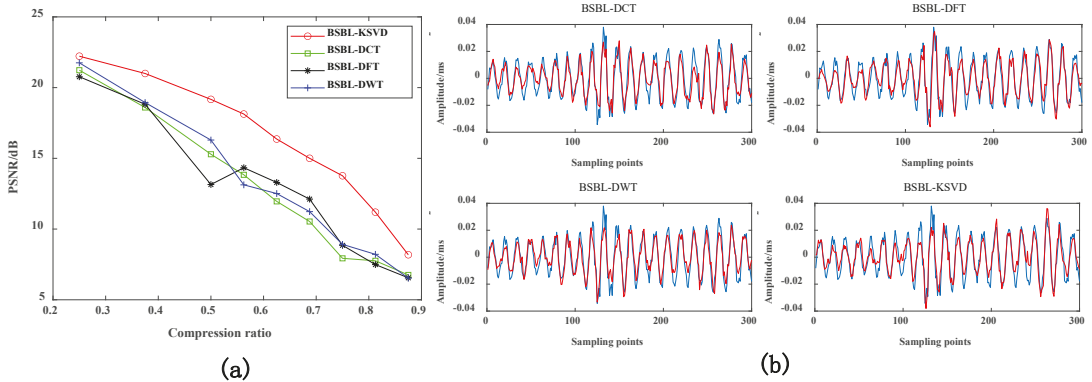 25
20
15
10
5
0.2
0.3
0.4
0.5
0.6
0.7
0.8
0.9
PSNR/dB
Compression ratio
BSBL-KSVD
BSBL-DCT
BSBL-DFT
BSBL-DWT
(a)
BSBL-DCT
0.04
0.02
0
-0.02
-0.04
Amplitude/ms
0
100
200
300
Sampling points
BSBL-DFT
0.04
0.02
0
-0.02
-0.04
Amplitude/ms
0
100
200
300
Sampling points
BSBL-DWT
0.04
0.02
0
-0.02
-0.04
Amplitude/ms
0
100
200
300
Sampling points
BSBL-KSVD
0.04
0.02
0
-0.02
-0.04
Amplitude/ms
0
100
200
300
Sampling points
(b)